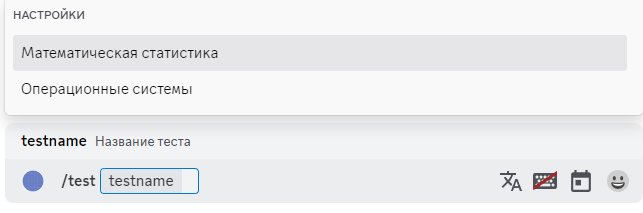 НАСТРОЙКИ
Математическая статистика
Операционные системы
testname Название теста
/test testname